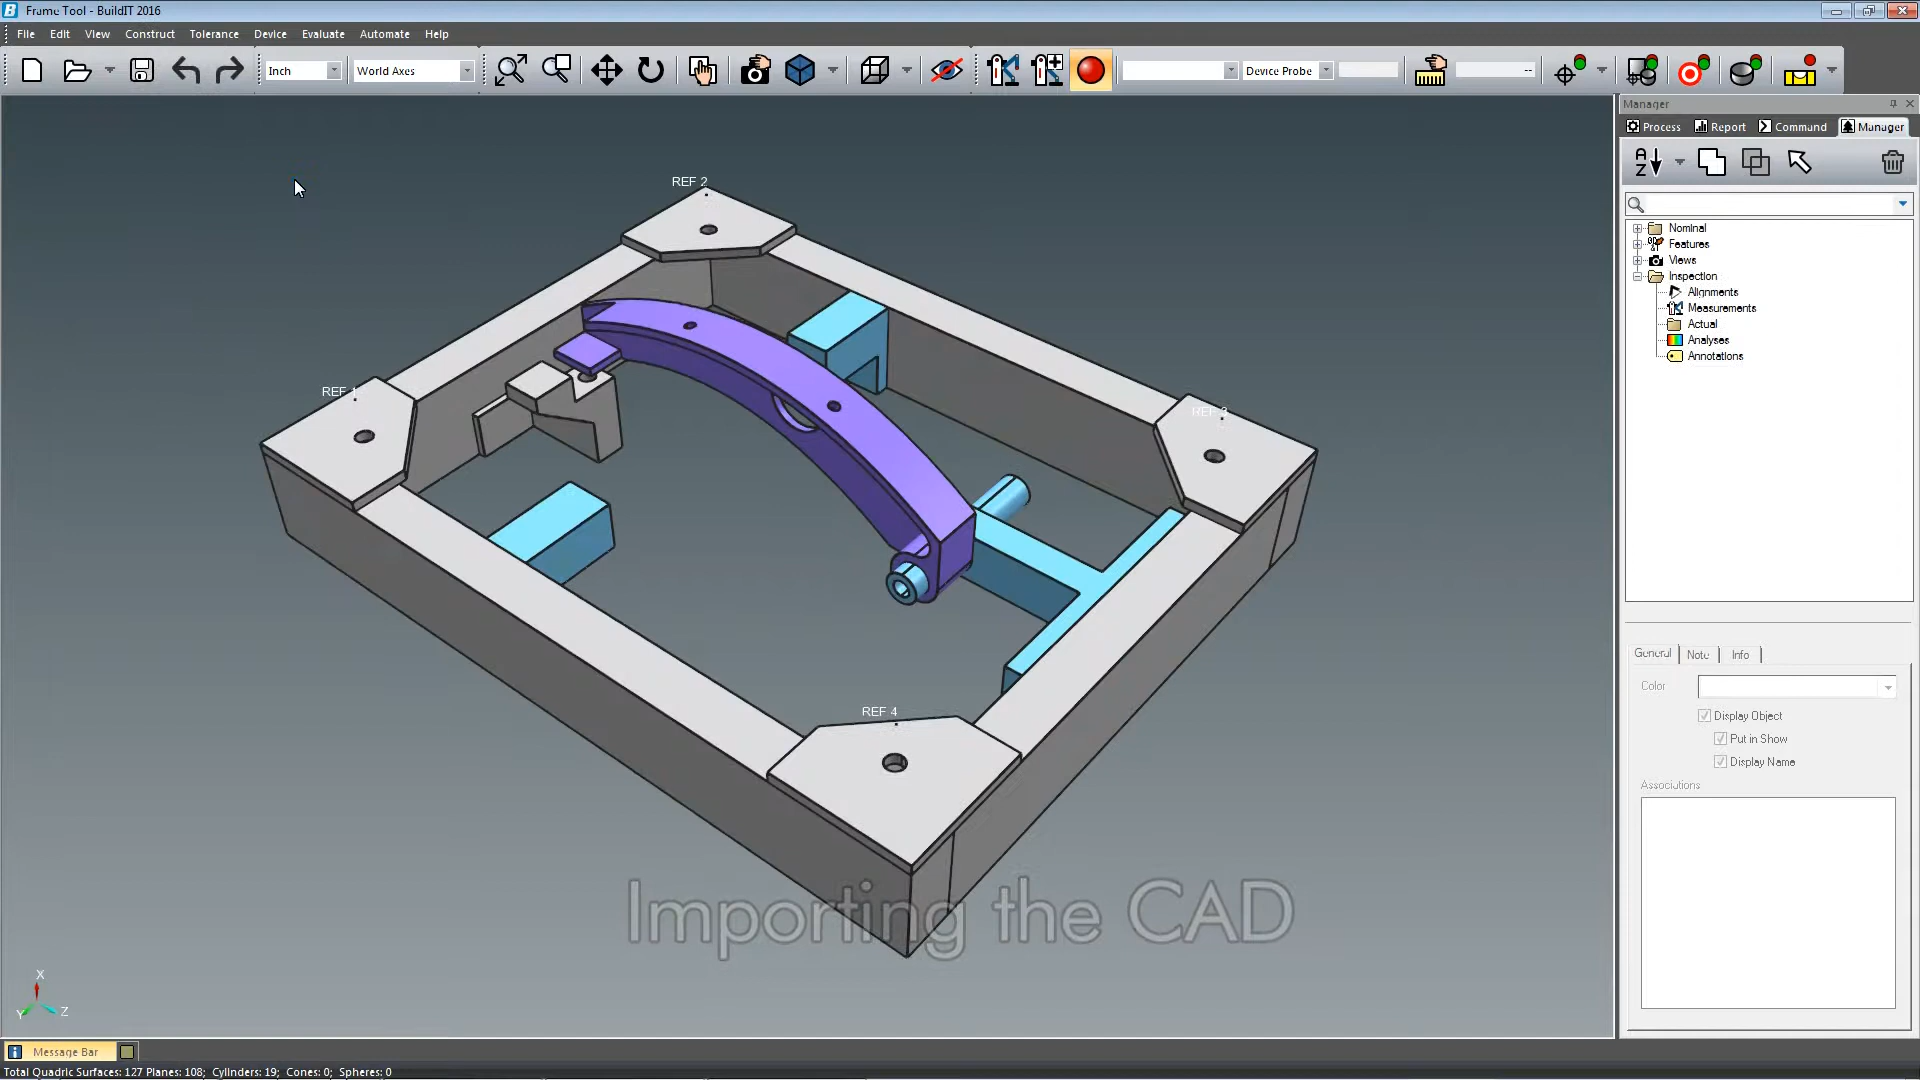 Frame Tool - BuildIT 2016
File Edit View Construct Tolerance Device Evaluate Automate Help
Inch World Axes Device Probe --
Manager
Process Report Command Manager
A
Z
Nominal
Features
Views
Inspection
Alignments
Measurements
Actual
Analyses
Annotations
REF 2
REF 1
REF 3
REF 4
General Note Info
Color
Display Object
Put in Show
Display Name
Associations
Importing the CAD
X
Y Z
Message Bar
Total Quadric Surfaces: 127 Planes: 108; Cylinders: 19; Cones: 0; Spheres: 0